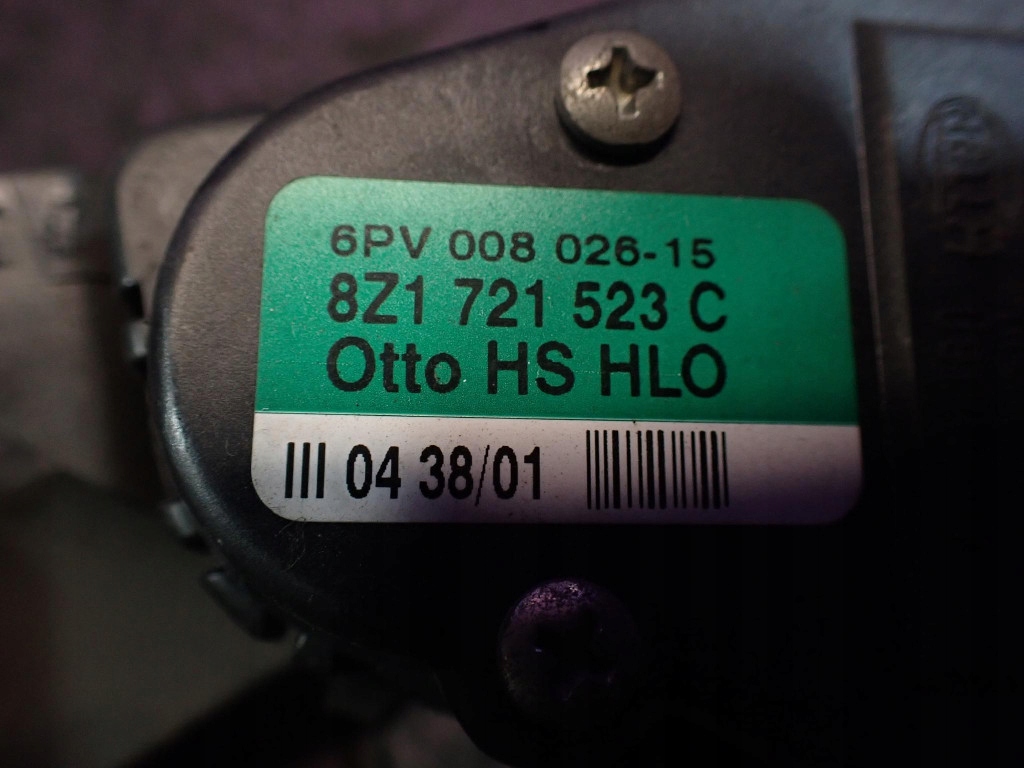 6PV 008 026-15
8Z1 721 523 C
Otto HS HLO
III 04 38/01